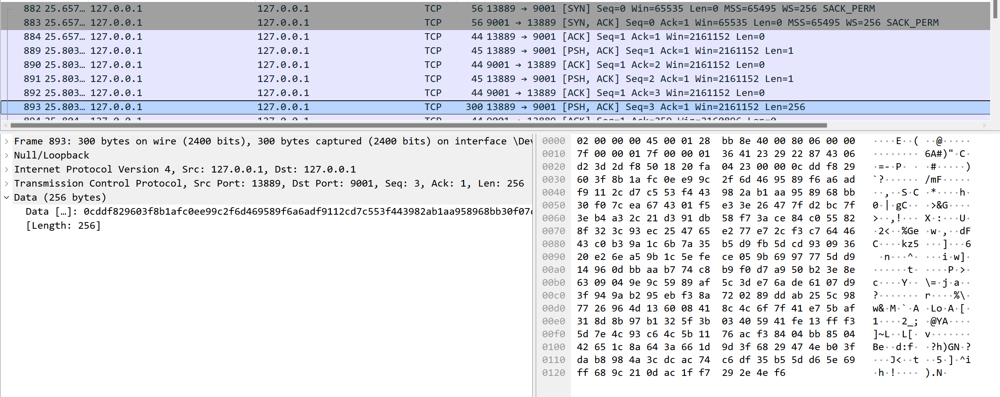 882 25.657… 127.0.0.1 127.0.0.1 TCP 56 13889 → 9001 [SYN] Seq=0 Win=65535 Len=0 MSS=65495 WS=256 SACK_PERM
883 25.657… 127.0.0.1 127.0.0.1 TCP 56 9001 → 13889 [SYN, ACK] Seq=0 Ack=1 Win=65535 Len=0 MSS=65495 WS=256 SACK_PERM
884 25.657… 127.0.0.1 127.0.0.1 TCP 44 13889 → 9001 [ACK] Seq=1 Ack=1 Win=2161152 Len=0
889 25.803… 127.0.0.1 127.0.0.1 TCP 45 13889 → 9001 [PSH, ACK] Seq=1 Ack=1 Win=2161152 Len=1
890 25.803… 127.0.0.1 127.0.0.1 TCP 44 9001 → 13889 [ACK] Seq=1 Ack=2 Win=2161152 Len=0
891 25.803… 127.0.0.1 127.0.0.1 TCP 45 13889 → 9001 [PSH, ACK] Seq=2 Ack=1 Win=2161152 Len=1
892 25.803… 127.0.0.1 127.0.0.1 TCP 44 9001 → 13889 [ACK] Seq=1 Ack=3 Win=2161152 Len=0
893 25.803… 127.0.0.1 127.0.0.1 TCP 300 13889 → 9001 [PSH, ACK] Seq=3 Ack=1 Win=2161152 Len=256
894 25.804… 127.0.0.1 127.0.0.1 TCP 44 9001 → 13889 [ACK] Seq=1 Ack=259 Win=2160896 Len=0
Frame 893: 300 bytes on wire (2400 bits), 300 bytes captured (2400 bits) on interface \Dev
Null/Loopback
Internet Protocol Version 4, Src: 127.0.0.1, Dst: 127.0.0.1
Transmission Control Protocol, Src Port: 13889, Dst Port: 9001, Seq: 3, Ack: 1, Len: 256
Data (256 bytes)
Data […]: 0cddf829603f8b1afc0ee99c2f6d469589f6a6adf9112cd7c553f443982ab1aa958968bb30f07c
[Length: 256]
0000 02 00 00 00 45 00 01 28 bb 8e 40 00 80 06 00 00 ····E··( ··@·····
0010 7f 00 00 01 7f 00 00 01 36 41 23 29 22 87 43 06 ········ 6A#)"·C·
0020 d2 3d 2d f8 50 18 20 fa 04 23 00 00 0c dd f8 29 ·=-·P· · ·#·····)
0030 60 3f 8b 1a fc 0e e9 9c 2f 6d 46 95 89 f6 a6 ad `?······ /mF·····
0040 f9 11 2c d7 c5 53 f4 43 98 2a b1 aa 95 89 68 bb ··,··S·C ·*····h·
0050 30 f0 7c ea 67 43 01 f5 e3 3e 26 47 7f d2 bc 7f 0·|·gC·· ·>&G····
0060 3e b4 a3 2c 21 d3 91 db 58 f7 3a ce 84 c0 55 82 >··,!··· X·:···U·
0070 8f 32 3c 93 ec 25 47 65 e2 77 e7 2c f3 c7 64 46 ·2<··%Ge ·w·,··dF
0080 43 c0 b3 9a 1c 6b 7a 35 b5 d9 fb 5d cd 93 09 36 C····kz5 ···]···6
0090 20 e2 6e a5 9b 1c 5e fe ce 05 9b 69 97 77 5d d9  ·n···^· ···i·w]·
00a0 14 96 0d bb aa b7 74 c8 b9 f0 d7 a9 50 b2 3e 8e ······t· ····P·>·
00b0 63 09 04 9e 9c 59 89 af 5c 3d e7 6a de 61 07 d9 c····Y·· \=·j·a··
00c0 3f 94 9a b2 95 eb f3 8a 72 02 89 dd ab 25 5c 98 ?······· r····%\·
00d0 77 26 96 4d 13 60 08 41 8c 4c 6f 7f 41 e7 5b af w&·M·`·A ·Lo·A·[·
00e0 31 8d 8b 97 b1 32 5f 3b 03 40 59 41 fe 13 ff f3 1····2_; ·@YA····
00f0 5d 7e 4c 93 c6 4c 5b 11 76 ac f3 84 04 bb 85 04 ]~L··L[· v·······
0100 42 65 1c 8a 64 3a 66 1d 9d 3f 68 29 47 4e b0 3f Be··d:f· ·?h)GN·?
0110 da b8 98 4a 3c dc ac 74 c6 df 35 b5 5d d6 5e 69 ···J<··t ··5·]·^i
0120 ff 68 9c 21 0d ac 1f f7 29 2e 4e f6 ·h·!···· ).N·